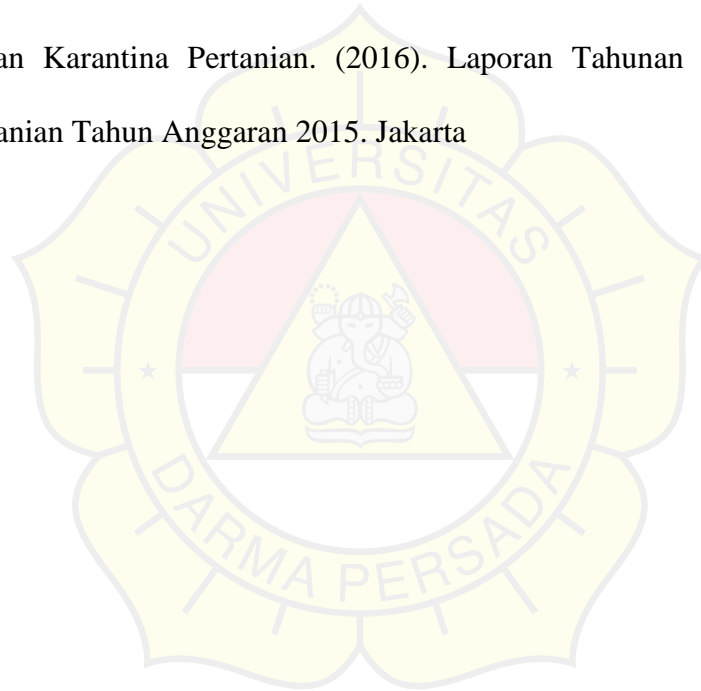 an Karantina Pertanian. (2016). Laporan Tahunan
anian Tahun Anggaran 2015. Jakarta
UNIVERSITAS
DARMA PERSADA